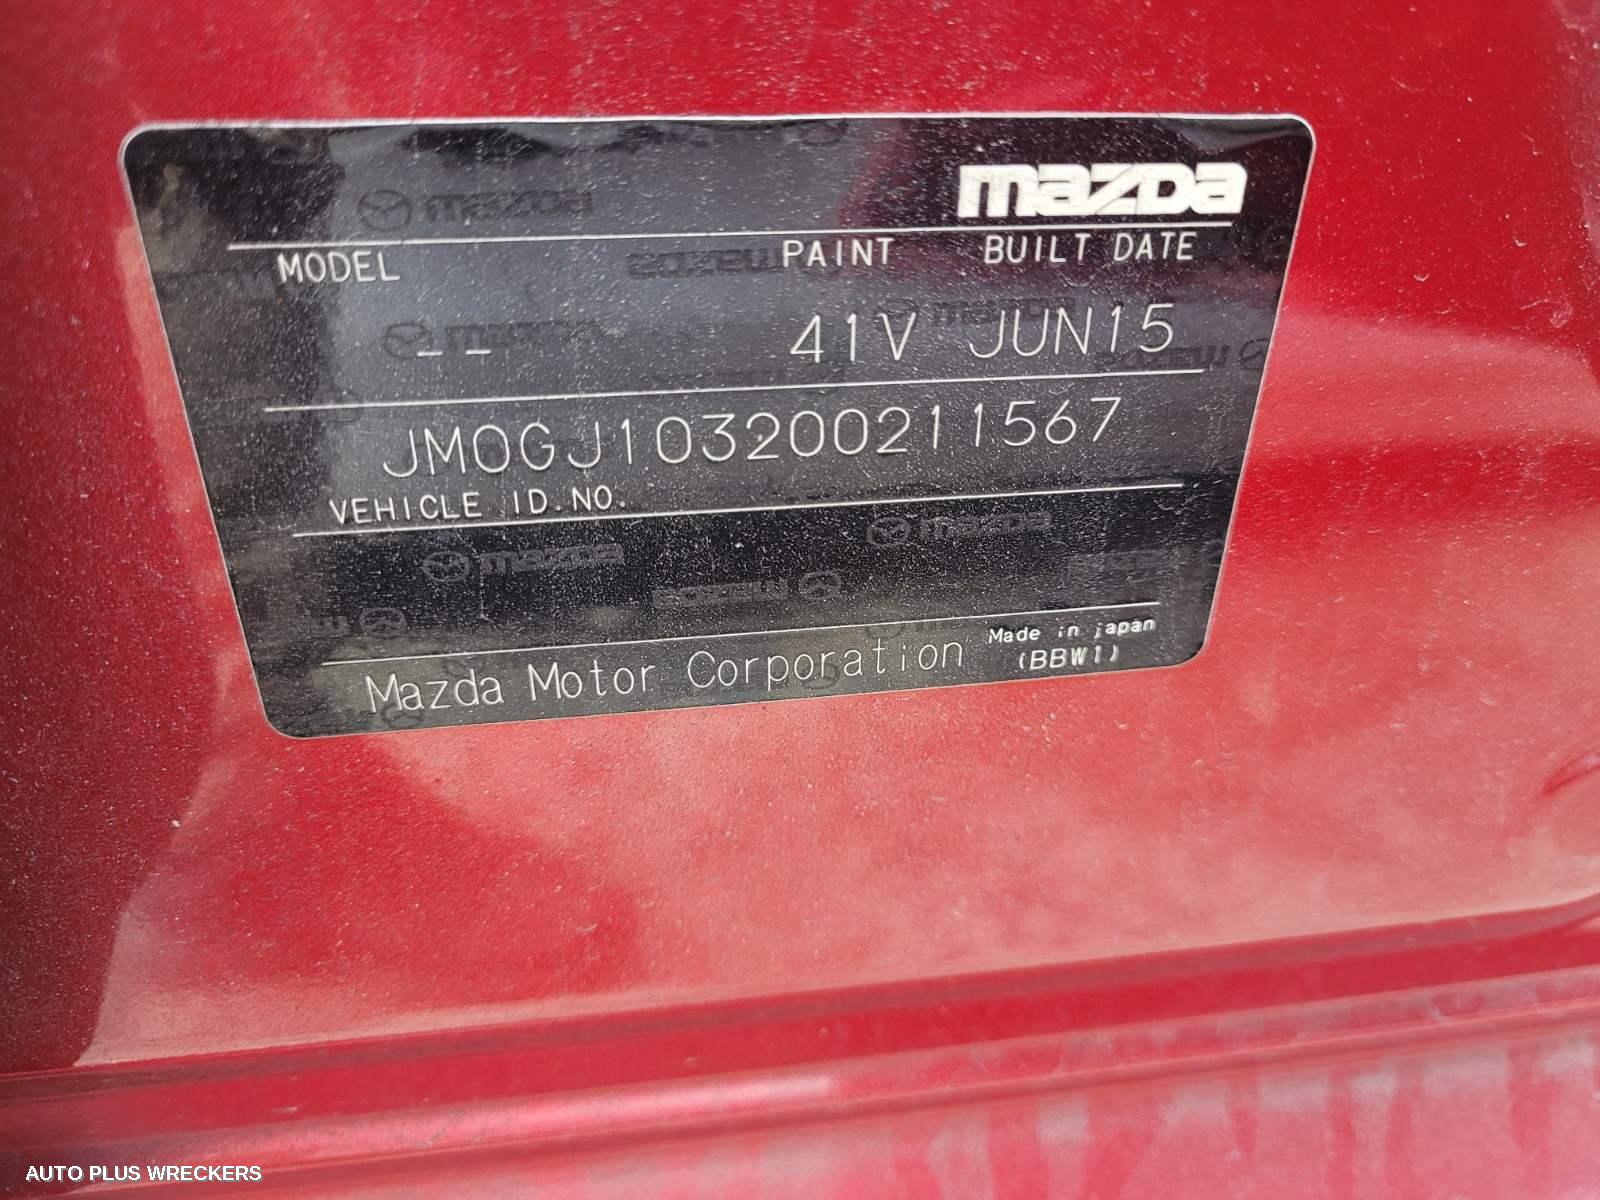 mazda
MODEL PAINT BUILT DATE
-- 41V JUN15
JM0GJ103200211567
VEHICLE ID.NO.
Mazda Motor Corporation Made in japan
(BBW1)
AUTO PLUS WRECKERS